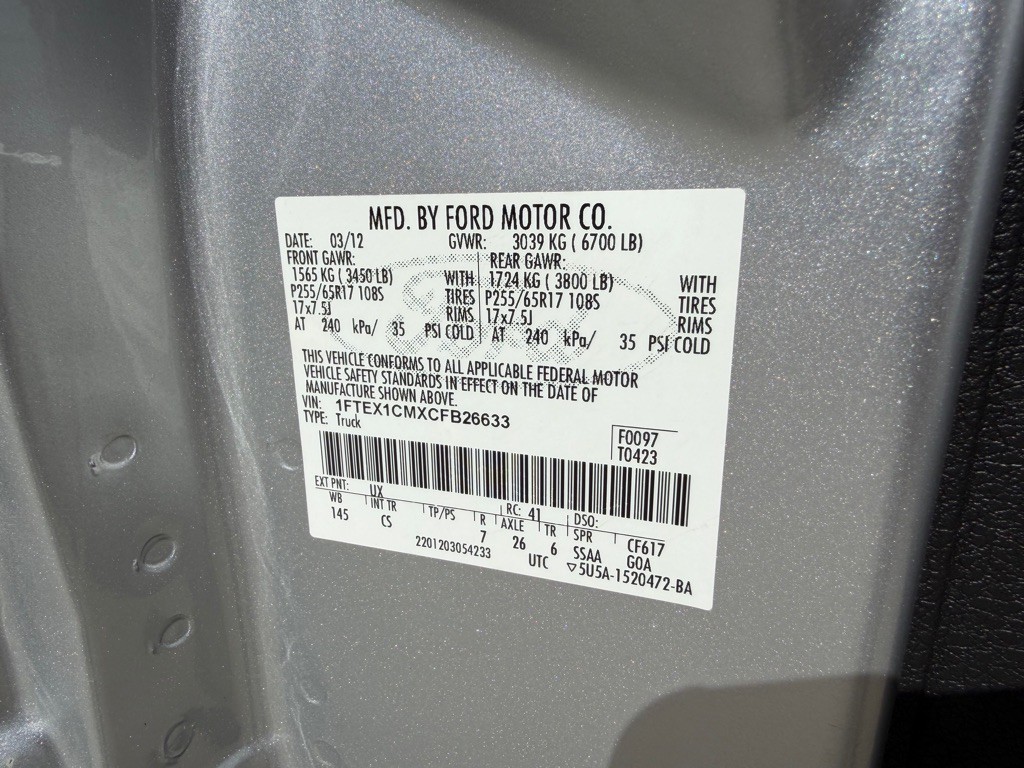 MFD. BY FORD MOTOR CO.
DATE: 03/12 GVWR: 3039 KG ( 6700 LB)
FRONT GAWR: REAR GAWR:
1565 KG ( 3450 LB) WITH 1724 KG ( 3800 LB) WITH
P255/65R17 108S TIRES P255/65R17 108S TIRES
17x7.5J RIMS 17x7.5J RIMS
AT 240 kPa/ 35 PSI COLD AT 240 kPa/ 35 PSI COLD
THIS VEHICLE CONFORMS TO ALL APPLICABLE FEDERAL MOTOR
VEHICLE SAFETY STANDARDS IN EFFECT ON THE DATE OF
MANUFACTURE SHOWN ABOVE.
VIN: 1FTEX1CMXCFB26633
TYPE: Truck
F0097
T0423
EXT PNT: UX RC: 41 DSO:
WB INT TR TP/PS R AXLE TR SPR CF617
145 CS 7 26 6 SSAA GOA
2201203054233 UTC ▽5U5A-1520472-BA